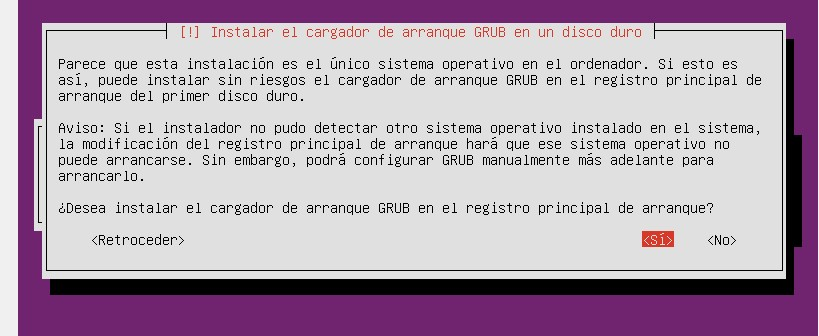 [!] Instalar el cargador de arranque GRUB en un disco duro
Parece que esta instalación es el único sistema operativo en el ordenador. Si esto es
así, puede instalar sin riesgos el cargador de arranque GRUB en el registro principal de
arranque del primer disco duro.
Aviso: Si el instalador no pudo detectar otro sistema operativo instalado en el sistema,
la modificación del registro principal de arranque hará que ese sistema operativo no
puede arrancarse. Sin embargo, podrá configurar GRUB manualmente más adelante para
arrancarlo.
¿Desea instalar el cargador de arranque GRUB en el registro principal de arranque?
<Retroceder> <Sí> <No>